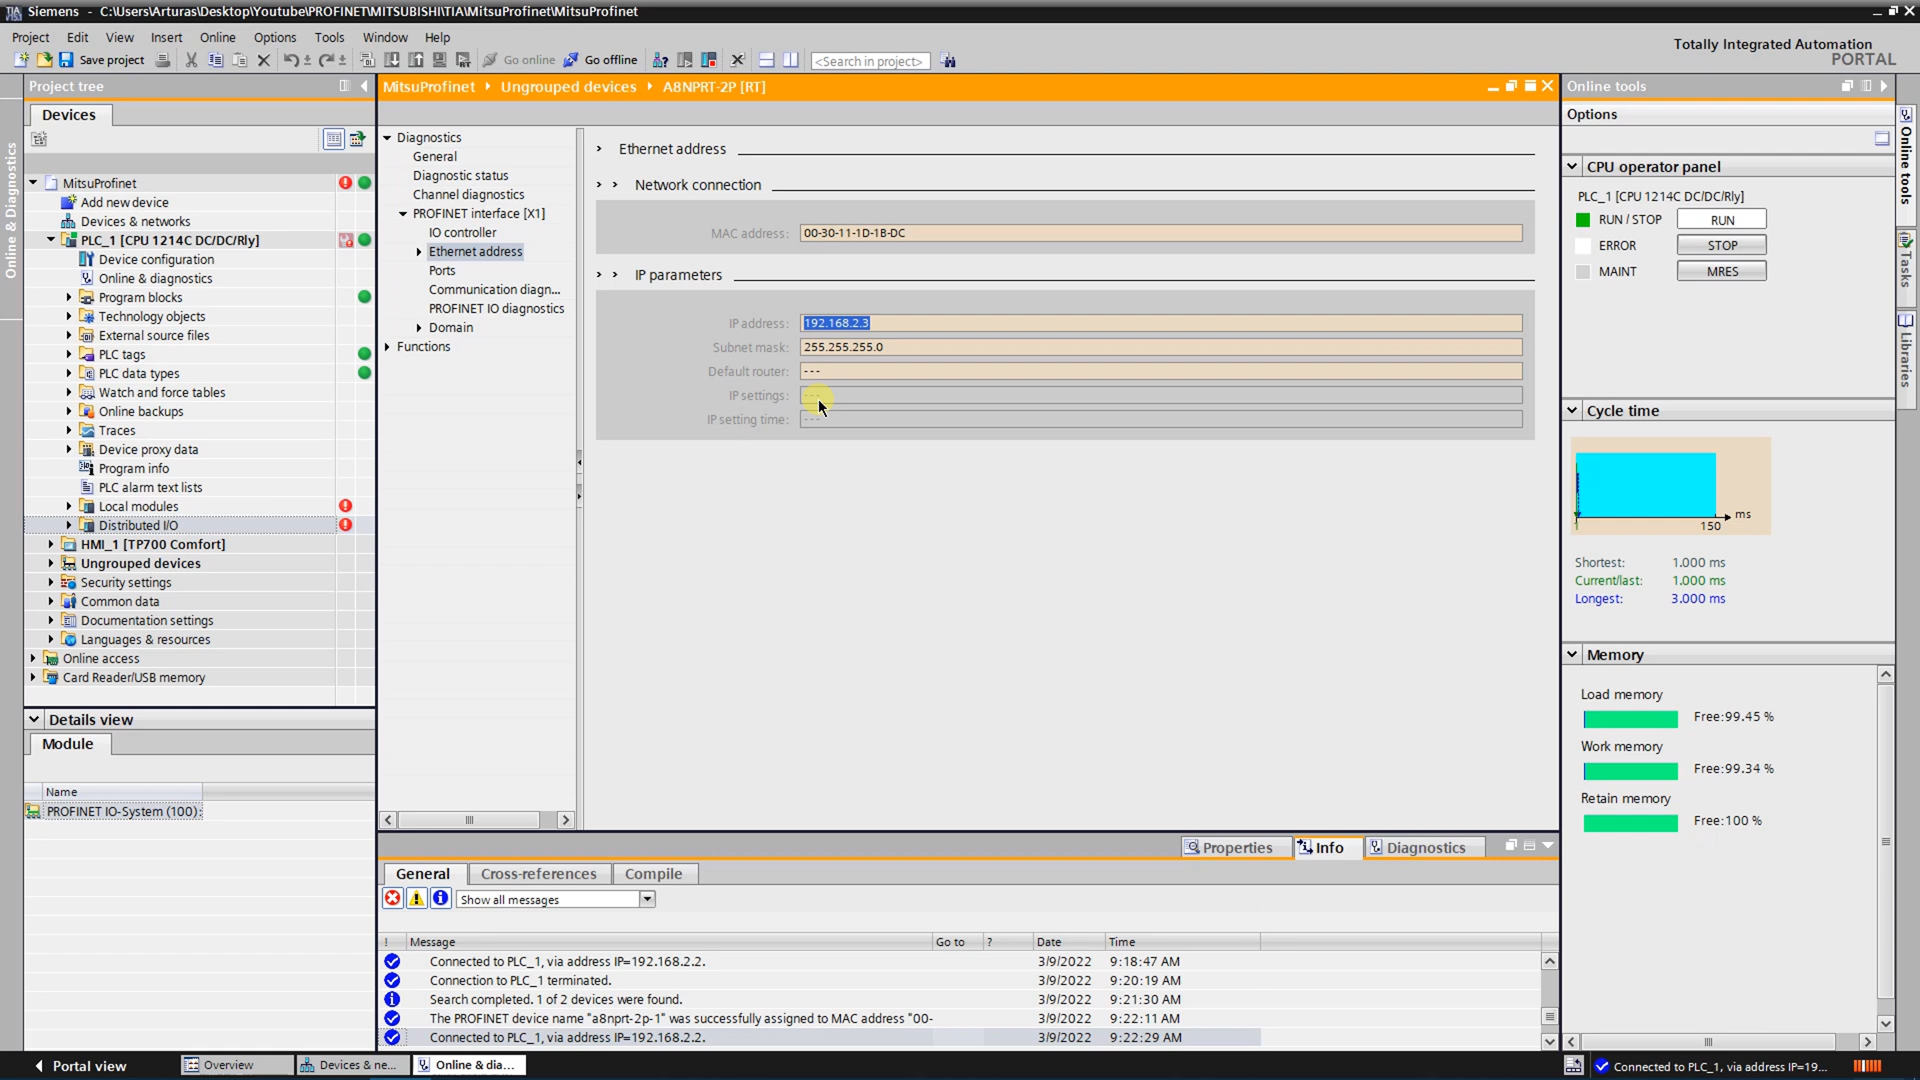 Siemens - C:\Users\Arturas\Desktop\Youtube\PROFINET\MITSUBISHI\TIA\MitsuProfinet\MitsuProfinet
Project Edit View Insert Online Options Tools Window Help
Totally Integrated Automation
PORTAL
Save project
Go online
Go offline
<Search in project>
Project tree
MitsuProfinet
Ungrouped devices
A8NPRT-2P [RT]
Online tools
Devices
Options
Online & Diagnostics
MitsuProfinet
Add new device
Devices & networks
PLC_1 [CPU 1214C DC/DC/Rly]
Device configuration
Online & diagnostics
Program blocks
Technology objects
External source files
PLC tags
PLC data types
Watch and force tables
Online backups
Traces
Device proxy data
Program info
PLC alarm text lists
Local modules
Distributed I/O
HMI_1 [TP700 Comfort]
Ungrouped devices
Security settings
Common data
Documentation settings
Languages & resources
Online access
Card Reader/USB memory
Details view
Module
Name
PROFINET IO-System (100):
Diagnostics
General
Diagnostic status
Channel diagnostics
PROFINET interface [X1]
IO controller
Ethernet address
Ports
Communication diagn...
PROFINET IO diagnostics
Domain
Functions
Ethernet address
Network connection
MAC address: 00-30-11-1D-1B-DC
IP parameters
IP address: 192.168.2.3
Subnet mask: 255.255.255.0
Default router: ---
IP settings: ---
IP setting time: ---
Properties
Info
Diagnostics
General
Cross-references
Compile
Show all messages
! Message Go to ? Date Time
Connected to PLC_1, via address IP=192.168.2.2. 3/9/2022 9:18:47 AM
Connection to PLC_1 terminated. 3/9/2022 9:20:19 AM
Search completed. 1 of 2 devices were found. 3/9/2022 9:21:30 AM
The PROFINET device name "a8nprt-2p-1" was successfully assigned to MAC address "00- 3/9/2022 9:22:11 AM
Connected to PLC_1, via address IP=192.168.2.2. 3/9/2022 9:22:29 AM
CPU operator panel
PLC_1 [CPU 1214C DC/DC/Rly]
RUN / STOP RUN
ERROR STOP
MAINT MRES
Cycle time
ms
1 150
Shortest: 1.000 ms
Current/last: 1.000 ms
Longest: 3.000 ms
Memory
Load memory
Free:99.45 %
Work memory
Free:99.34 %
Retain memory
Free:100 %
Online tools
Tasks
Libraries
Portal view
Overview
Devices & ne...
Online & dia...
Connected to PLC_1, via address IP=19...